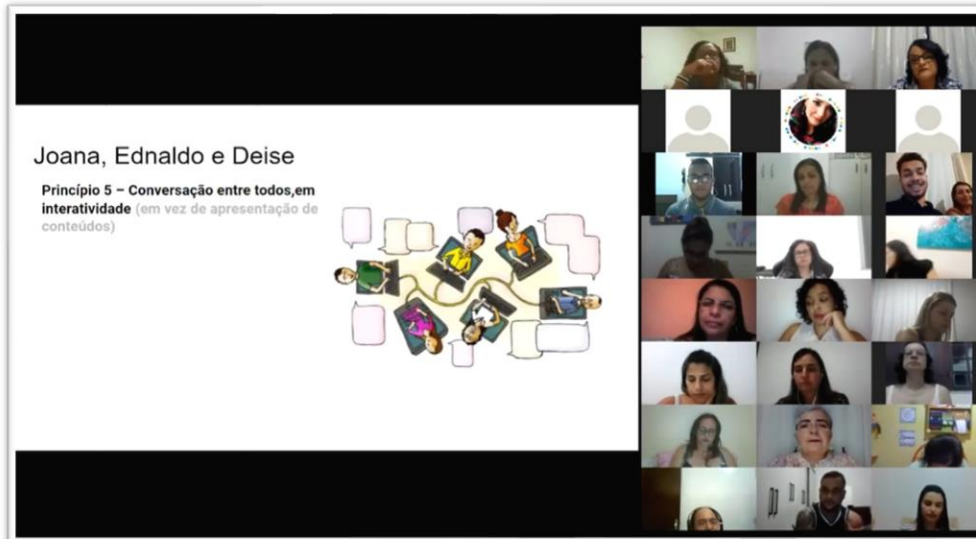 Joana, Ednaldo e Deise
Princípio 5 – Conversação entre todos,em
interatividade (em vez de apresentação de
conteúdos)